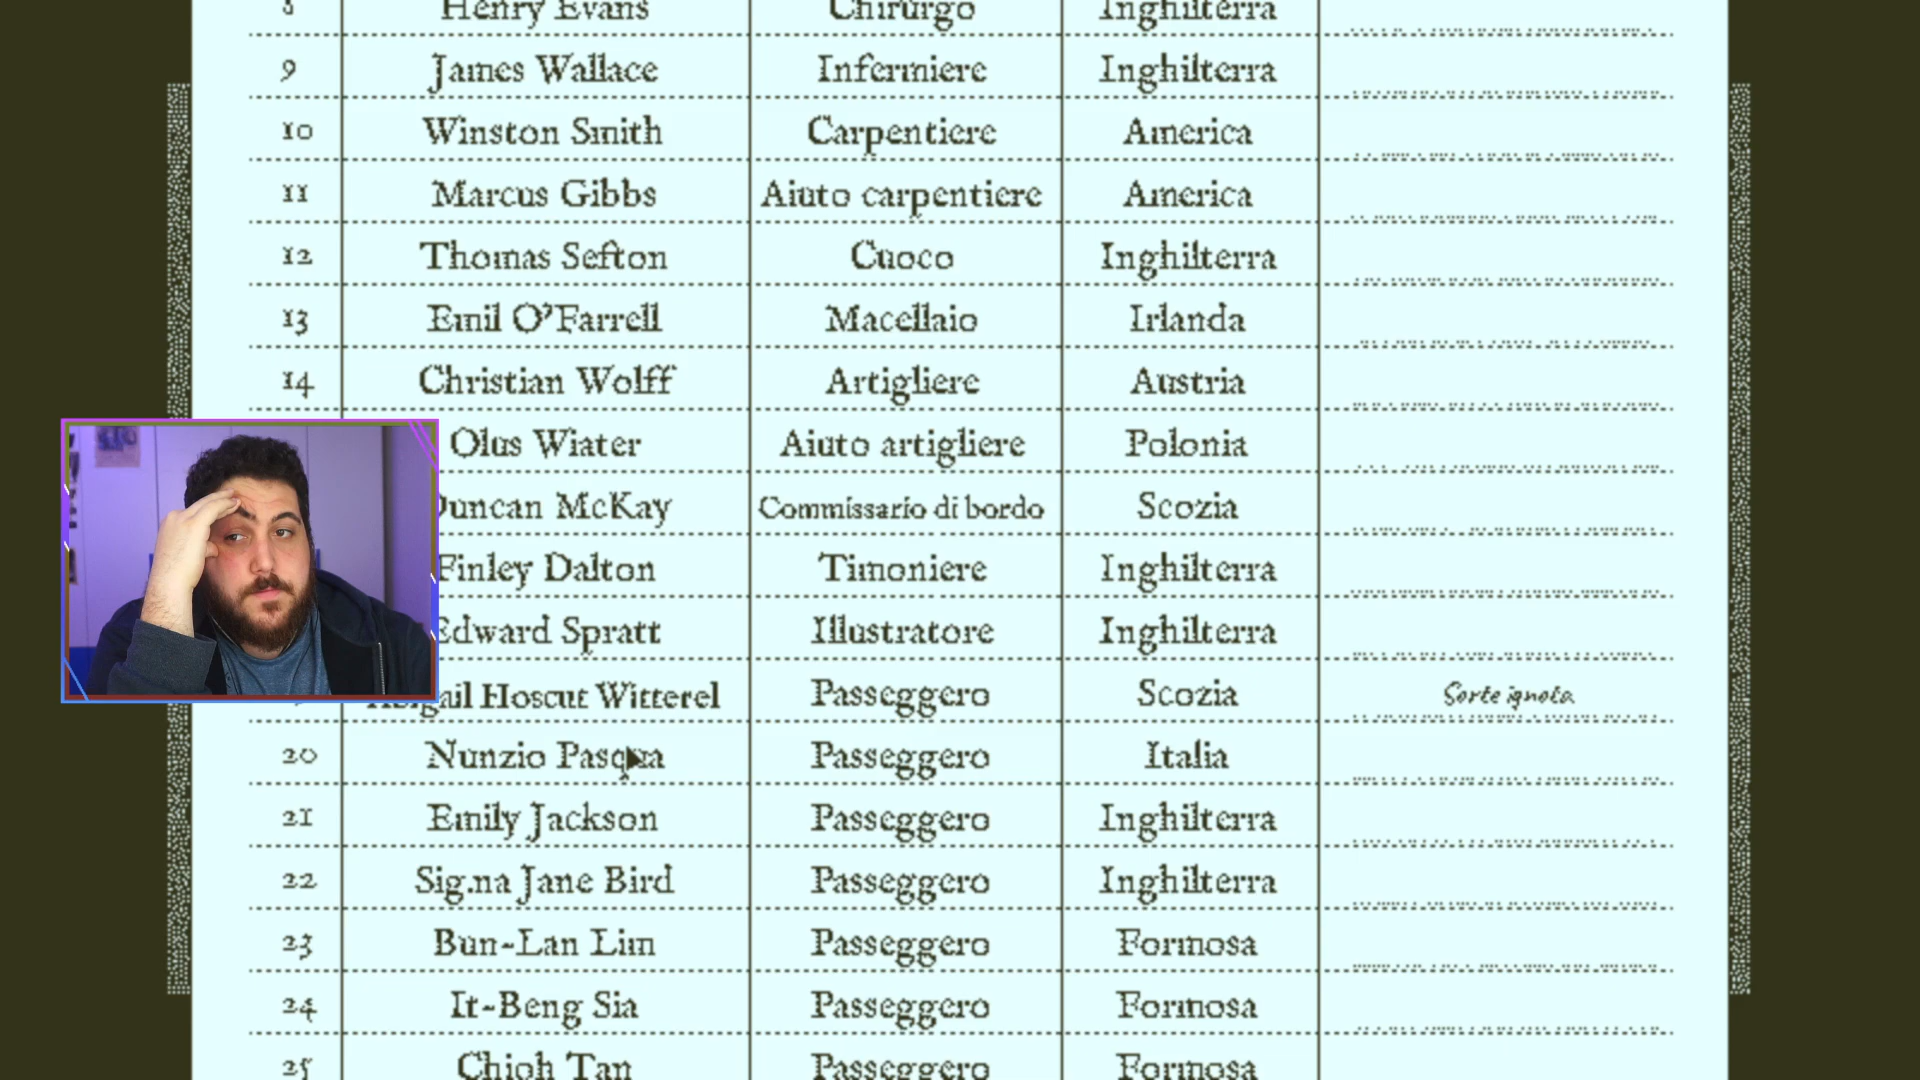 8 Henry Evans Chirurgo Inghilterra
9 James Wallace Infermiere Inghilterra
10 Winston Smith Carpentiere America
11 Marcus Gibbs Aiuto carpentiere America
12 Thomas Sefton Cuoco Inghilterra
13 Emil O'Farrell Macellaio Irlanda
14 Christian Wolff Artigliere Austria
Olus Wiater Aiuto artigliere Polonia
Duncan McKay Commissario di bordo Scozia
Finley Dalton Timoniere Inghilterra
Edward Spratt Illustratore Inghilterra
Hoscut Witterel Passeggero Scozia Sorte ignota
20 Nunzio Pasqua Passeggero Italia
21 Emily Jackson Passeggero Inghilterra
22 Sig.na Jane Bird Passeggero Inghilterra
23 Bun-Lan Lim Passeggero Formosa
24 It-Beng Sia Passeggero Formosa
25 Chioh Tan Passeggero Formosa